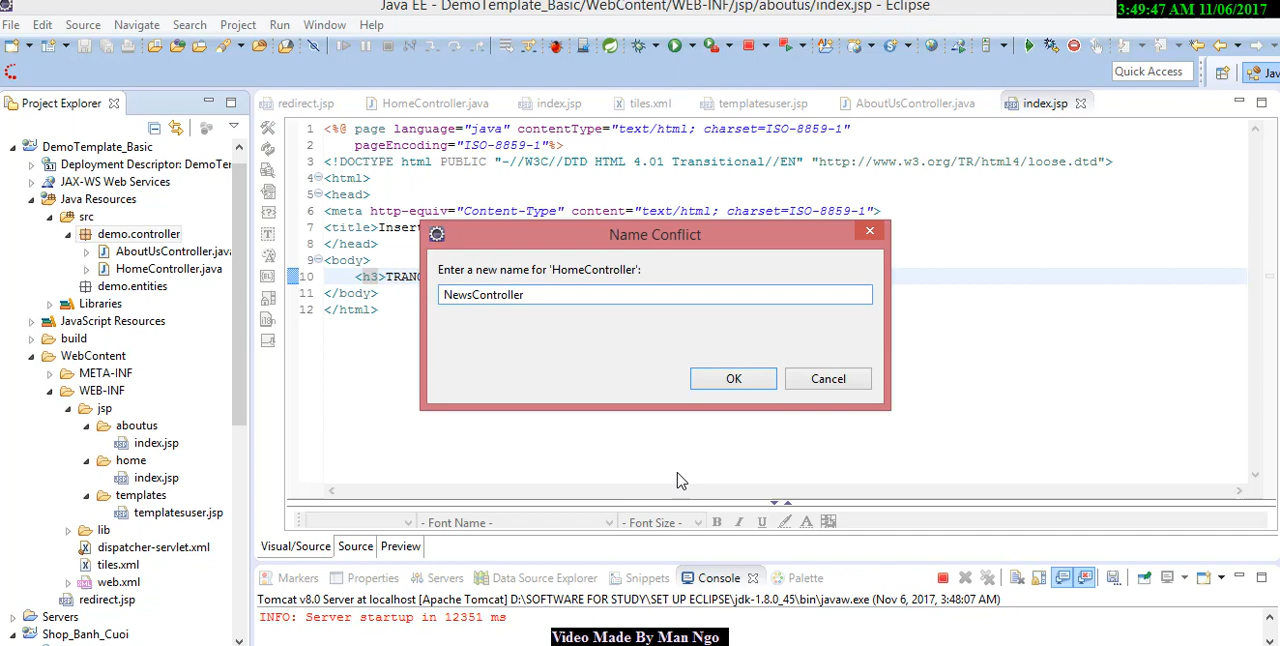 Java EE - DemoTemplate_Basic/WebContent/WEB-INF/jsp/aboutus/index.jsp - Eclipse
3:49:47 AM 11/06/2017
File Edit Source Navigate Search Project Run Window Help
Quick Access
Project Explorer
redirect.jsp HomeController.java index.jsp tiles.xml templatesuser.jsp AboutUsController.java index.jsp
DemoTemplate_Basic
Deployment Descriptor: DemoTer
JAX-WS Web Services
Java Resources
src
demo.controller
AboutUsController.java
HomeController.java
demo.entities
Libraries
JavaScript Resources
build
WebContent
META-INF
WEB-INF
jsp
aboutus
index.jsp
home
index.jsp
templates
templatesuser.jsp
lib
dispatcher-servlet.xml
tiles.xml
web.xml
redirect.jsp
Servers
Shop_Banh_Cuoi
1 <%@ page language="java" contentType="text/html; charset=ISO-8859-1"
2 pageEncoding="ISO-8859-1"%>
3 <!DOCTYPE html PUBLIC "-//W3C//DTD HTML 4.01 Transitional//EN" "http://www.w3.org/TR/html4/loose.dtd">
4 <html>
5 <head>
6 <meta http-equiv="Content-Type" content="text/html; charset=ISO-8859-1">
7 <title>Insert
8 </head>
9 <body>
10 <h3>TRANG
11 </body>
12 </html>
Name Conflict
Enter a new name for 'HomeController':
NewsController
OK Cancel
- Font Name - - Font Size - B I U A
Visual/Source Source Preview
Markers Properties Servers Data Source Explorer Snippets Console Palette
Tomcat v8.0 Server at localhost [Apache Tomcat] D:\SOFTWARE FOR STUDY\SET UP ECLIPSE\jdk-1.8.0_45\bin\javaw.exe (Nov 6, 2017, 3:48:07 AM)
INFO: Server startup in 12351 ms
Video Made By Man Ngo